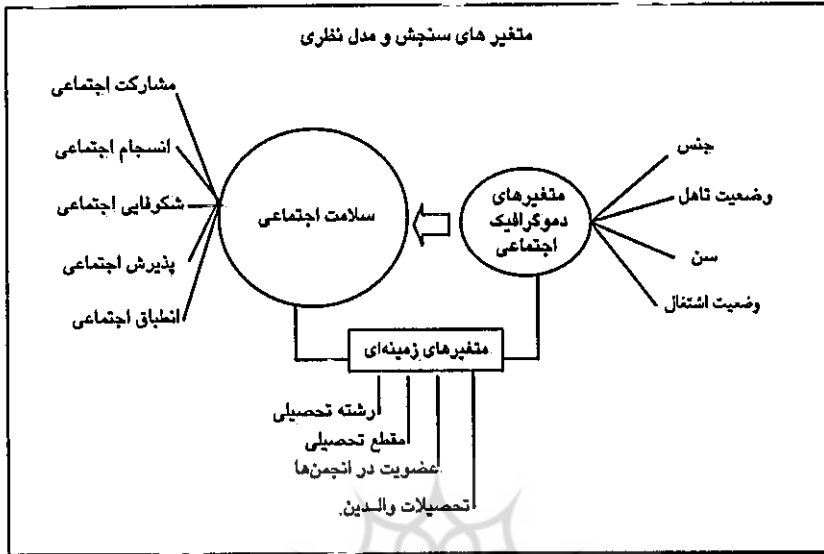 متغیر های سنجش و مدل نظری
جنس
وضعیت تاهل
سن
وضعیت اشتغال
متغیرهای
دموگرافیک
اجتماعی
سلامت اجتماعی
مشارکت اجتماعی
انسجام اجتماعی
شکوفایی اجتماعی
پذیرش اجتماعی
انطباق اجتماعی
متغیرهای زمینه‌ای
رشته تحصیلی
مقطع تحصیلی
عضویت در انجمن‌ها
تحصیلات والدین